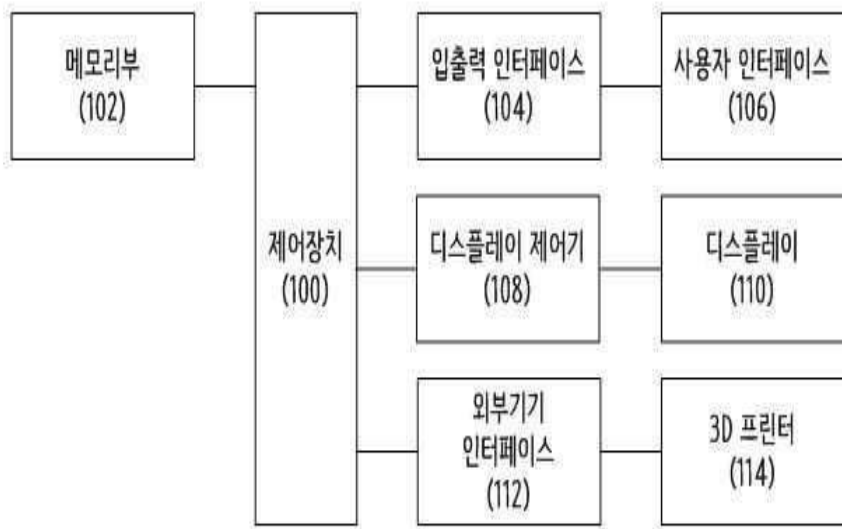 메모리부
(102)
제어장치
(100)
입출력 인터페이스
(104)
사용자 인터페이스
(106)
디스플레이 제어기
(108)
디스플레이
(110)
외부기기
인터페이스
(112)
3D 프린터
(114)